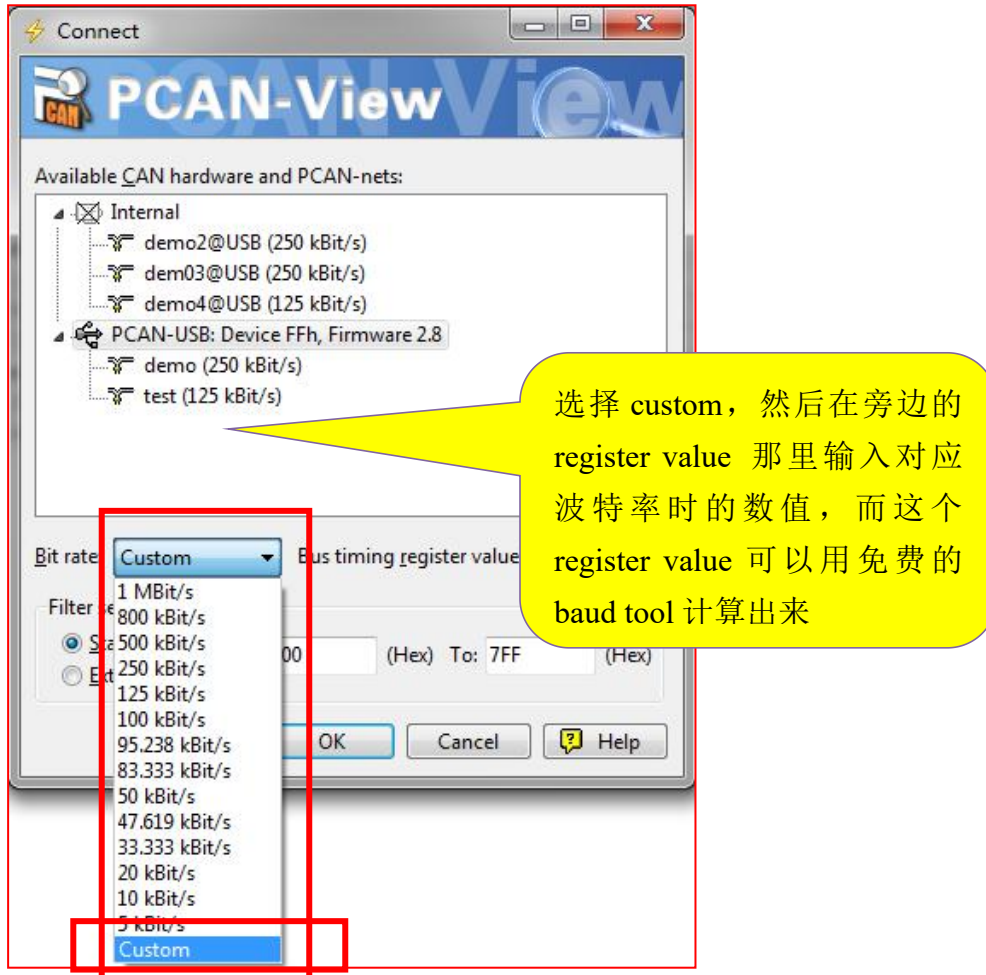 Connect
PCAN-View
Available CAN hardware and PCAN-nets:
Internal
demo2@USB (250 kBit/s)
dem03@USB (250 kBit/s)
demo4@USB (125 kBit/s)
PCAN-USB: Device FFh, Firmware 2.8
demo (250 kBit/s)
test (125 kBit/s)
选择 custom，然后在旁边的
register value 那里输入对应
波特率时的数值，而这个
register value 可以用免费的
baud tool 计算出来
Bit rate: Custom Bus timing register value
Filter
(Hex) To: 7FF (Hex)
1 MBit/s
800 kBit/s
500 kBit/s
250 kBit/s
125 kBit/s
100 kBit/s
95.238 kBit/s
83.333 kBit/s
50 kBit/s
47.619 kBit/s
33.333 kBit/s
20 kBit/s
10 kBit/s
5 kBit/s
Custom
OK Cancel Help